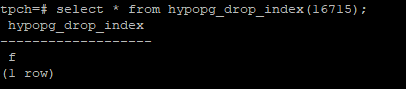 tpch=# select * from hypopg_drop_index(16715);
 hypopg_drop_index
-------------------
 f
(1 row)